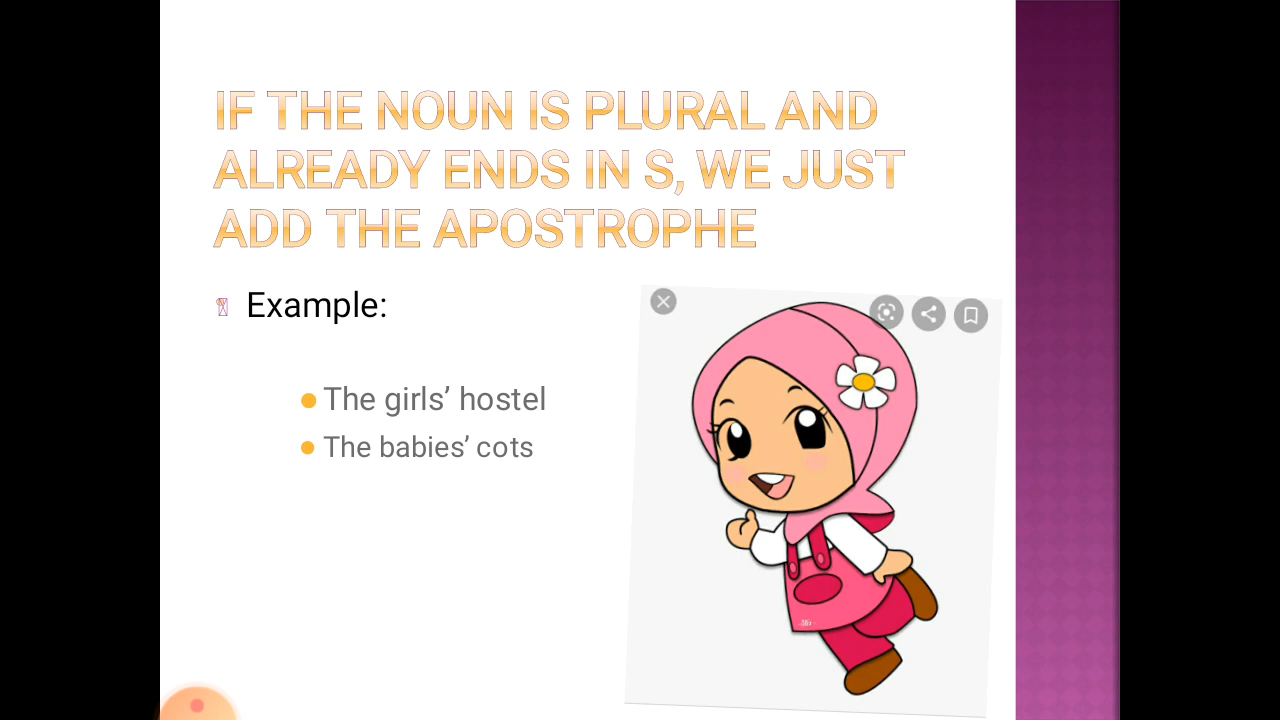 IF THE NOUN IS PLURAL AND
ALREADY ENDS IN S, WE JUST
ADD THE APOSTROPHE
Example:
The girls’ hostel
The babies’ cots